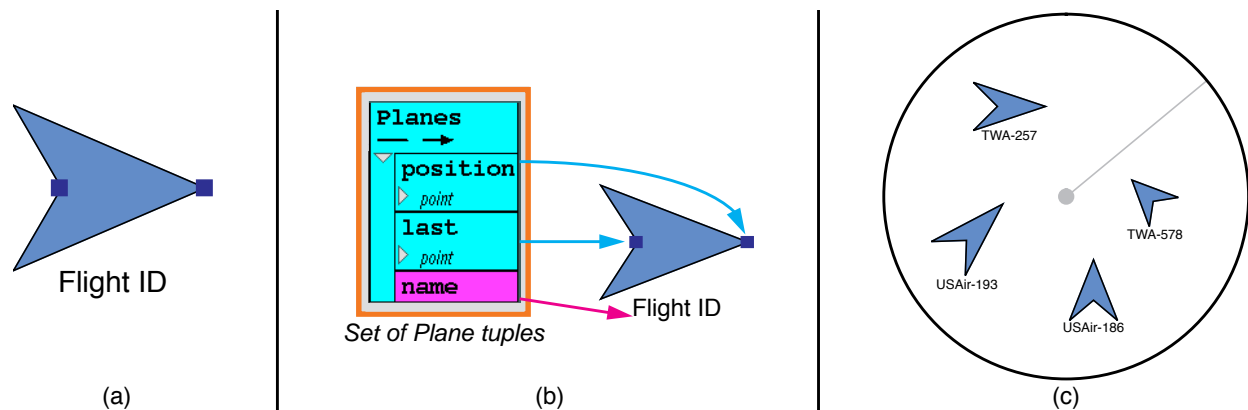 Flight ID
(a)
Planes
position
point
last
point
name
Flight ID
Set of Plane tuples
(b)
TWA-257
TWA-578
USAir-193
USAir-186
(c)